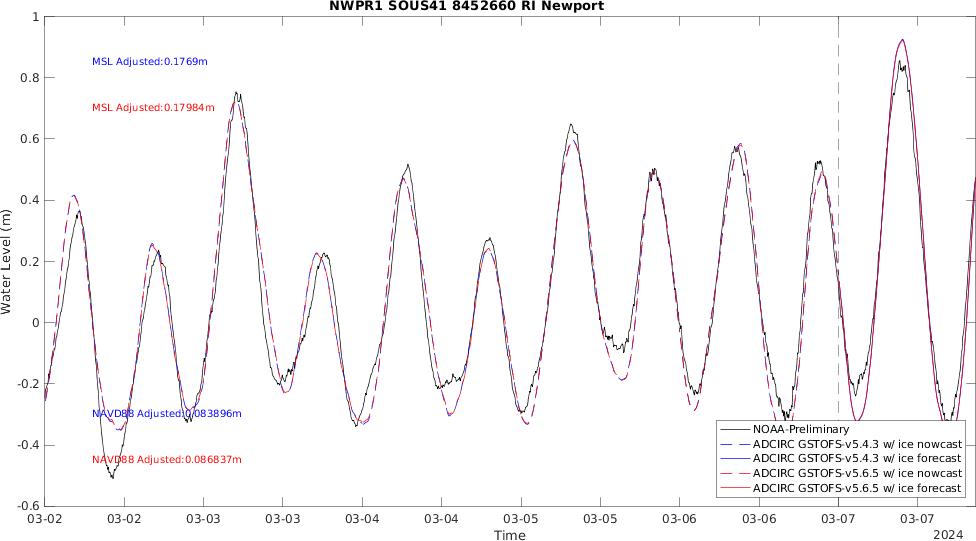 NWPR1 SOUS41 8452660 RI Newport
1
0.8
0.6
0.4
0.2
0
-0.2
-0.4
-0.6
Water Level (m)
MSL Adjusted:0.1769m
MSL Adjusted:0.17984m
NAVD88 Adjusted:0.083896m
NAVD88 Adjusted:0.086837m
NOAA-Preliminary
ADCIRC GSTOFS-v5.4.3 w/ ice nowcast
ADCIRC GSTOFS-v5.4.3 w/ ice forecast
ADCIRC GSTOFS-v5.6.5 w/ ice nowcast
ADCIRC GSTOFS-v5.6.5 w/ ice forecast
03-02 03-02 03-03 03-03 03-04 03-04 03-05 03-05 03-06 03-06 03-07 03-07
Time
2024